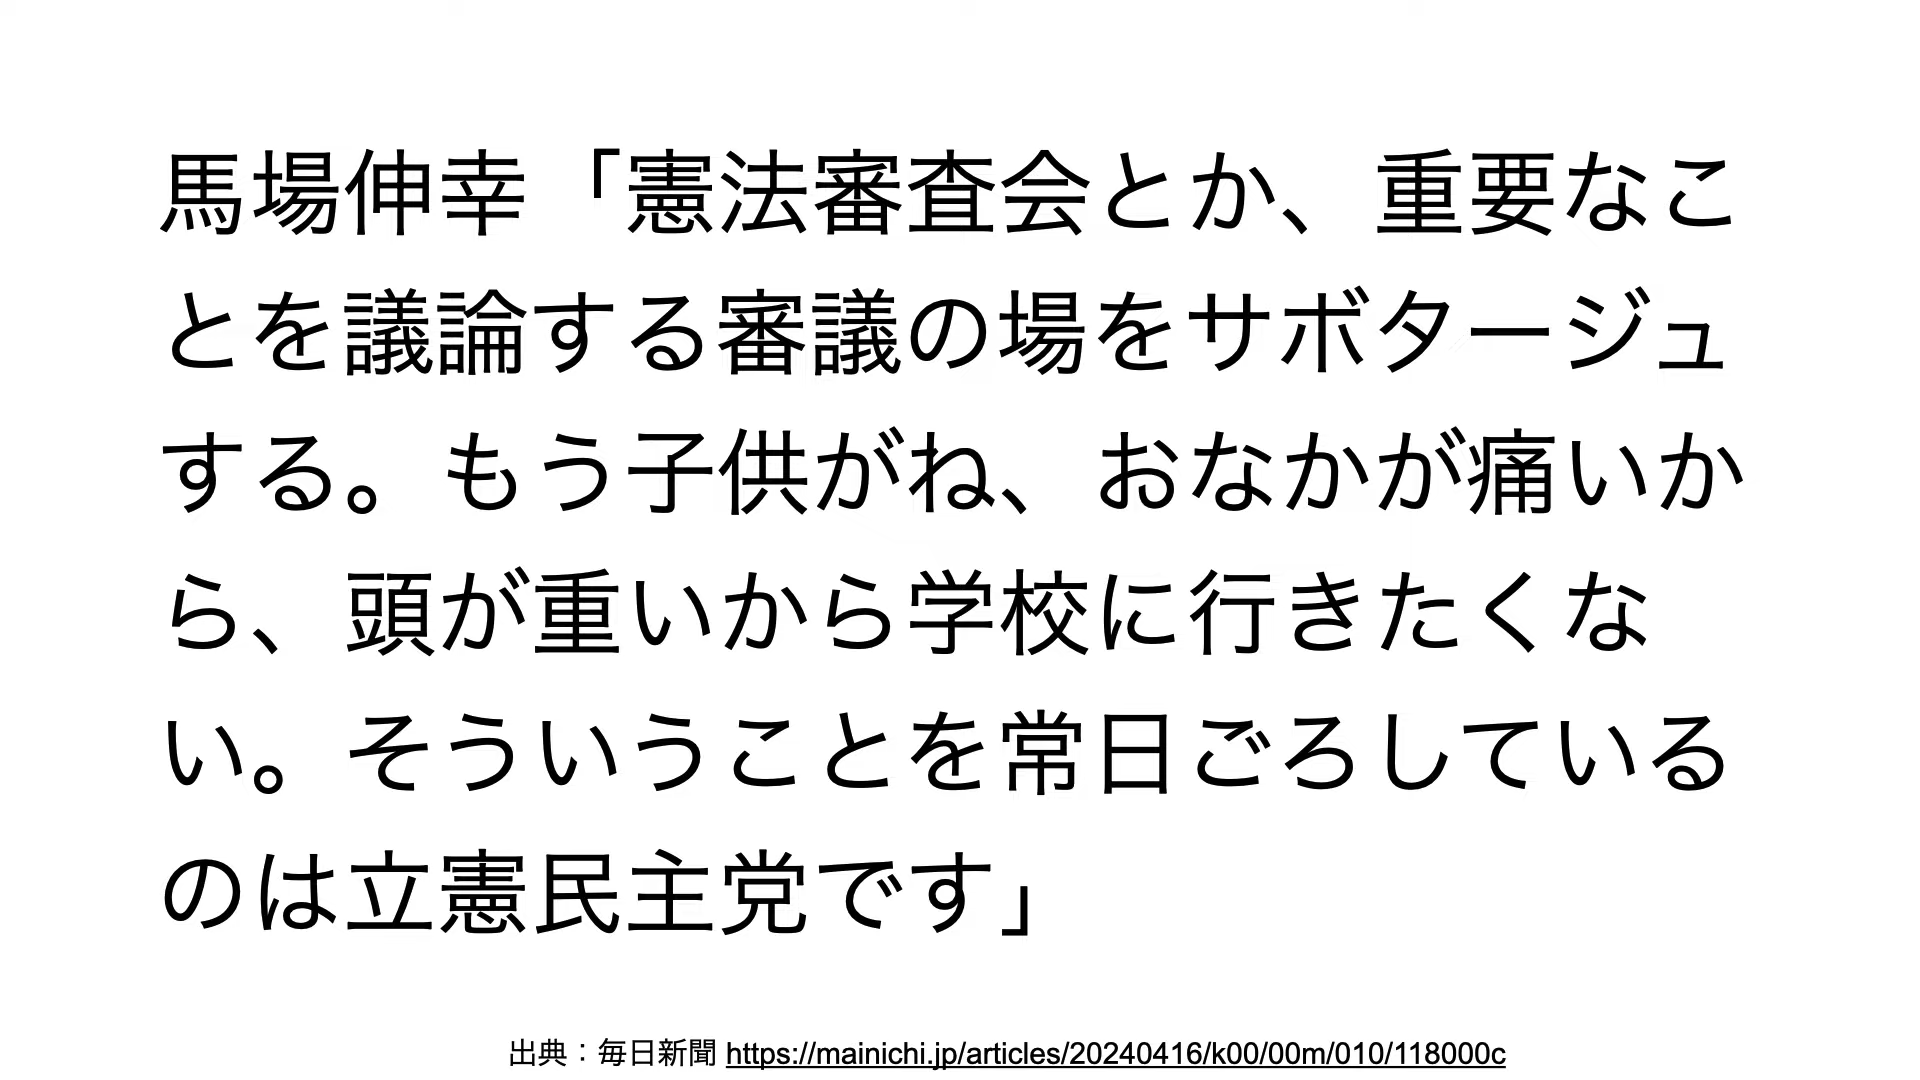 馬場伸幸「憲法審査会とか、重要なこ
とを議論する審議の場をサボタージュ
する。もう子供がね、おなかが痛いか
ら、頭が重いから学校に行きたくな
い。そういうことを常日ごろしている
のは立憲民主党です」
出典：毎日新聞 https://mainichi.jp/articles/20240416/k00/00m/010/118000c